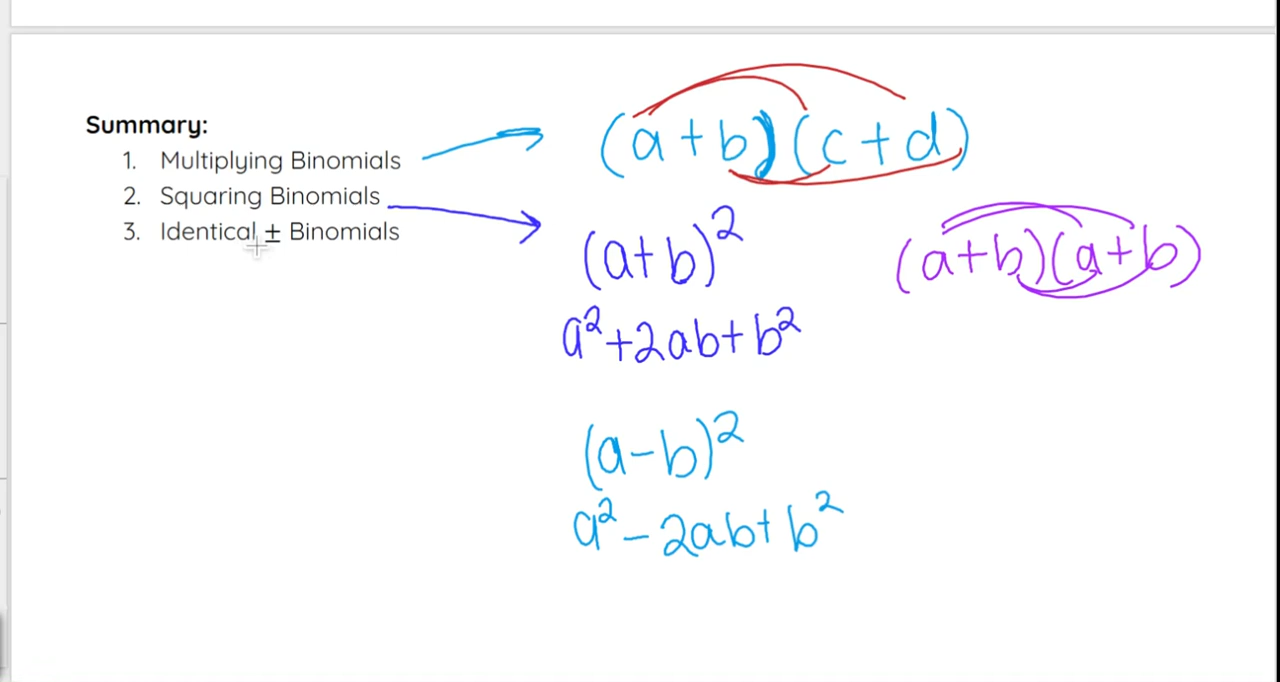 Summary:
1. Multiplying Binomials
2. Squaring Binomials
3. Identical ± Binomials
(a+b)(c+d)
(a+b)²
(a+b)(a+b)
a²+2ab+b²
(a-b)²
a²-2ab+b²